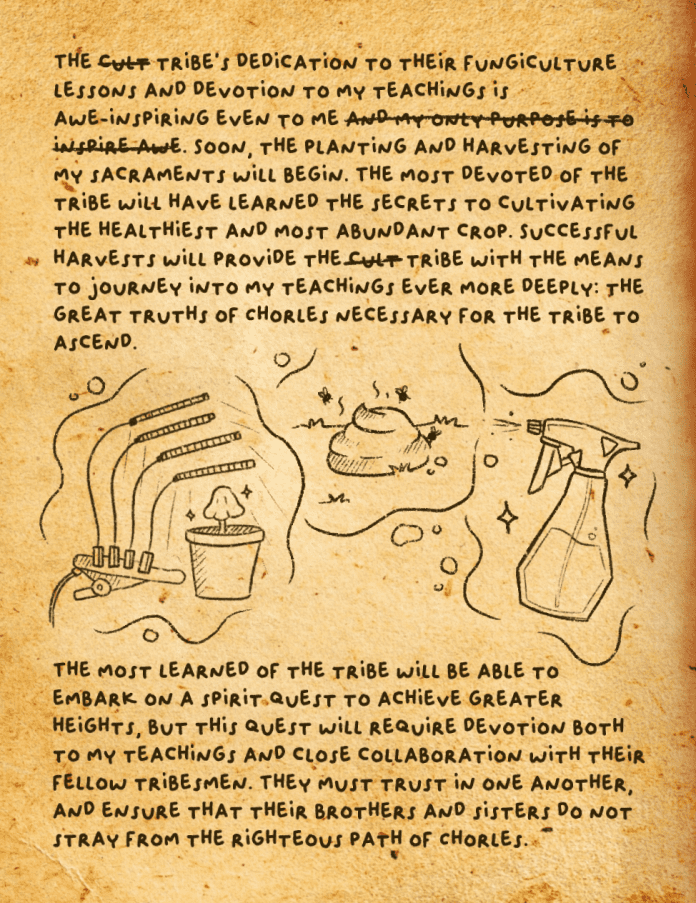 THE CULT TRIBE'S DEDICATION TO THEIR FUNGICULTURE
LESSONS AND DEVOTION TO MY TEACHINGS IS
AWE-INSPIRING EVEN TO ME AND MY ONLY PURPOSE IS TO
INSPIRE AWE. SOON, THE PLANTING AND HARVESTING OF
MY SACRAMENTS WILL BEGIN. THE MOST DEVOTED OF THE
TRIBE WILL HAVE LEARNED THE SECRETS TO CULTIVATING
THE HEALTHIEST AND MOST ABUNDANT CROP. SUCCESSFUL
HARVESTS WILL PROVIDE THE CULT TRIBE WITH THE MEANS
TO JOURNEY INTO MY TEACHINGS EVER MORE DEEPLY: THE
GREAT TRUTHS OF CHORLES NECESSARY FOR THE TRIBE TO
ASCEND.
THE MOST LEARNED OF THE TRIBE WILL BE ABLE TO
EMBARK ON A SPIRIT QUEST TO ACHIEVE GREATER
HEIGHTS, BUT THIS QUEST WILL REQUIRE DEVOTION BOTH
TO MY TEACHINGS AND CLOSE COLLABORATION WITH THEIR
FELLOW TRIBESMEN. THEY MUST TRUST IN ONE ANOTHER,
AND ENSURE THAT THEIR BROTHERS AND SISTERS DO NOT
STRAY FROM THE RIGHTEOUS PATH OF CHORLES.